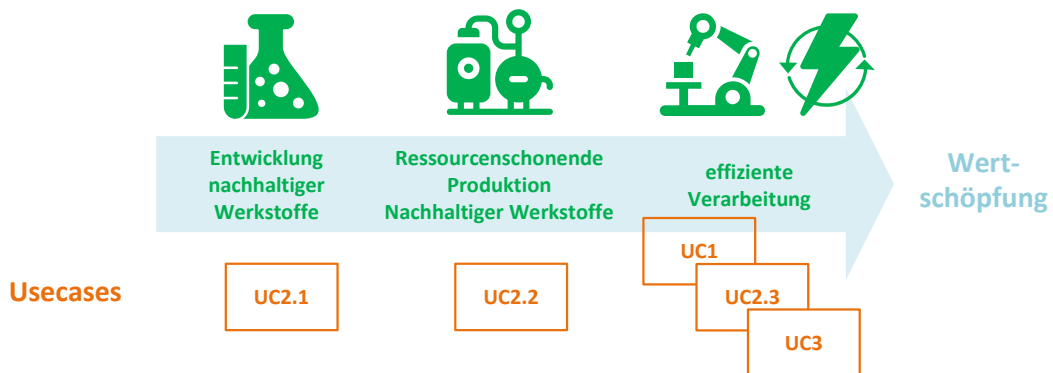 Entwicklung
nachhaltiger
Werkstoffe
Ressourcenschonende
Produktion
Nachhaltiger Werkstoffe
effiziente
Verarbeitung
Wert-
schöpfung
Usecases
UC2.1
UC2.2
UC1
UC2.3
UC3